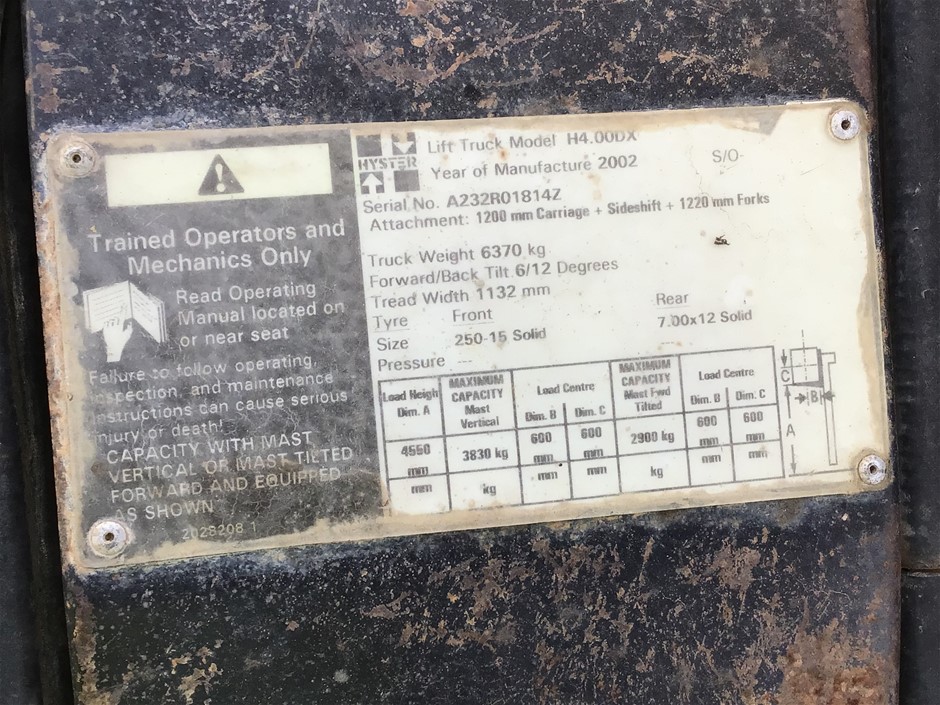 Trained Operators and
Mechanics Only
Read Operating
Manual located on
or near seat
Failure to follow operating,
inspection, and maintenance
instructions can cause serious
injury or death!
CAPACITY WITH MAST
VERTICAL OR MAST TILTED
FORWARD AND EQUIPPED
AS SHOWN
2028208 1
HYSTER
Lift Truck Model H4.00DX
Year of Manufacture 2002 S/O-
Serial No. A232R01814Z
Attachment: 1200 mm Carriage + Sideshift + 1220 mm Forks
Truck Weight 6370 kg
Forward/Back Tilt 6/12 Degrees
Tread Width 1132 mm
Tyre Front Rear
Size 250-15 Solid 7.00x12 Solid
Pressure ---
Load Heigh MAXIMUM CAPACITY Mast Vertical Load Centre MAXIMUM CAPACITY Mast Fwd Tilted Load Centre
Dim. A Dim. B Dim. C Dim. B Dim. C
4550 mm 3830 kg 600 mm 600 mm 2900 kg 600 mm 600 mm
mm kg mm mm kg mm mm
C
B
A